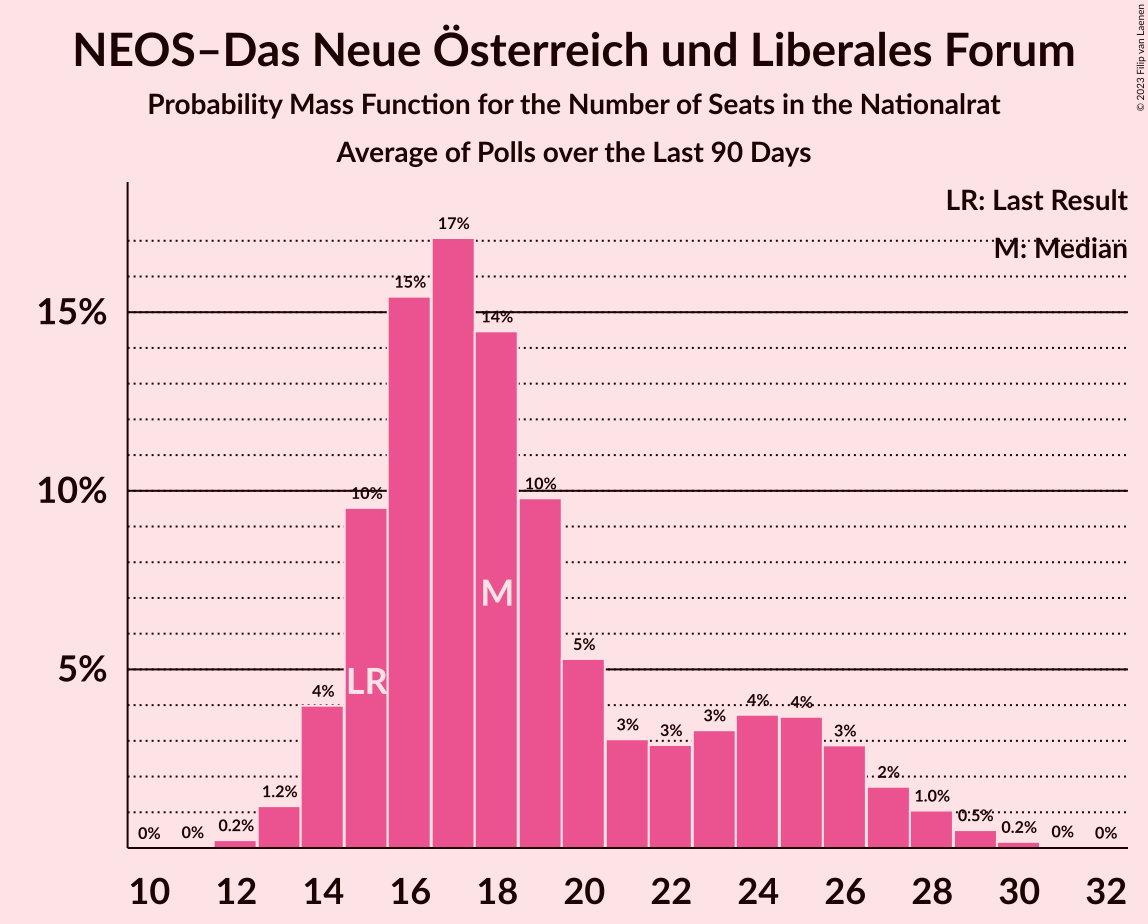 NEOS–Das Neue Österreich und Liberales Forum
Probability Mass Function for the Number of Seats in the Nationalrat
Average of Polls over the Last 90 Days
© 2023 Filip van Laenen
LR: Last Result
M: Median
15%
10%
5%
0%
0%
0.2%
1.2%
4%
10%
15%
17%
14%
10%
5%
3%
3%
3%
4%
4%
3%
2%
1.0%
0.5%
0.2%
0%
0%
LR
M
10 12 14 16 18 20 22 24 26 28 30 32